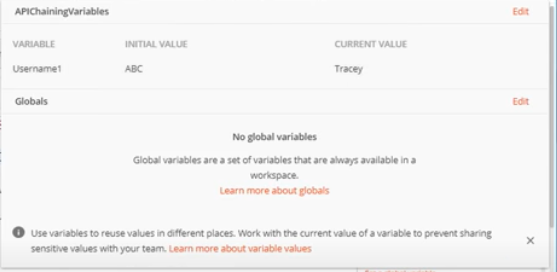 APIChainingVariables Edit
VARIABLE INITIAL VALUE CURRENT VALUE
Username1 ABC Tracey
Globals Edit
No global variables
Global variables are a set of variables that are always available in a
workspace.
Learn more about globals
Use variables to reuse values in different places. Work with the current value of a variable to prevent sharing
sensitive values with your team. Learn more about variable values